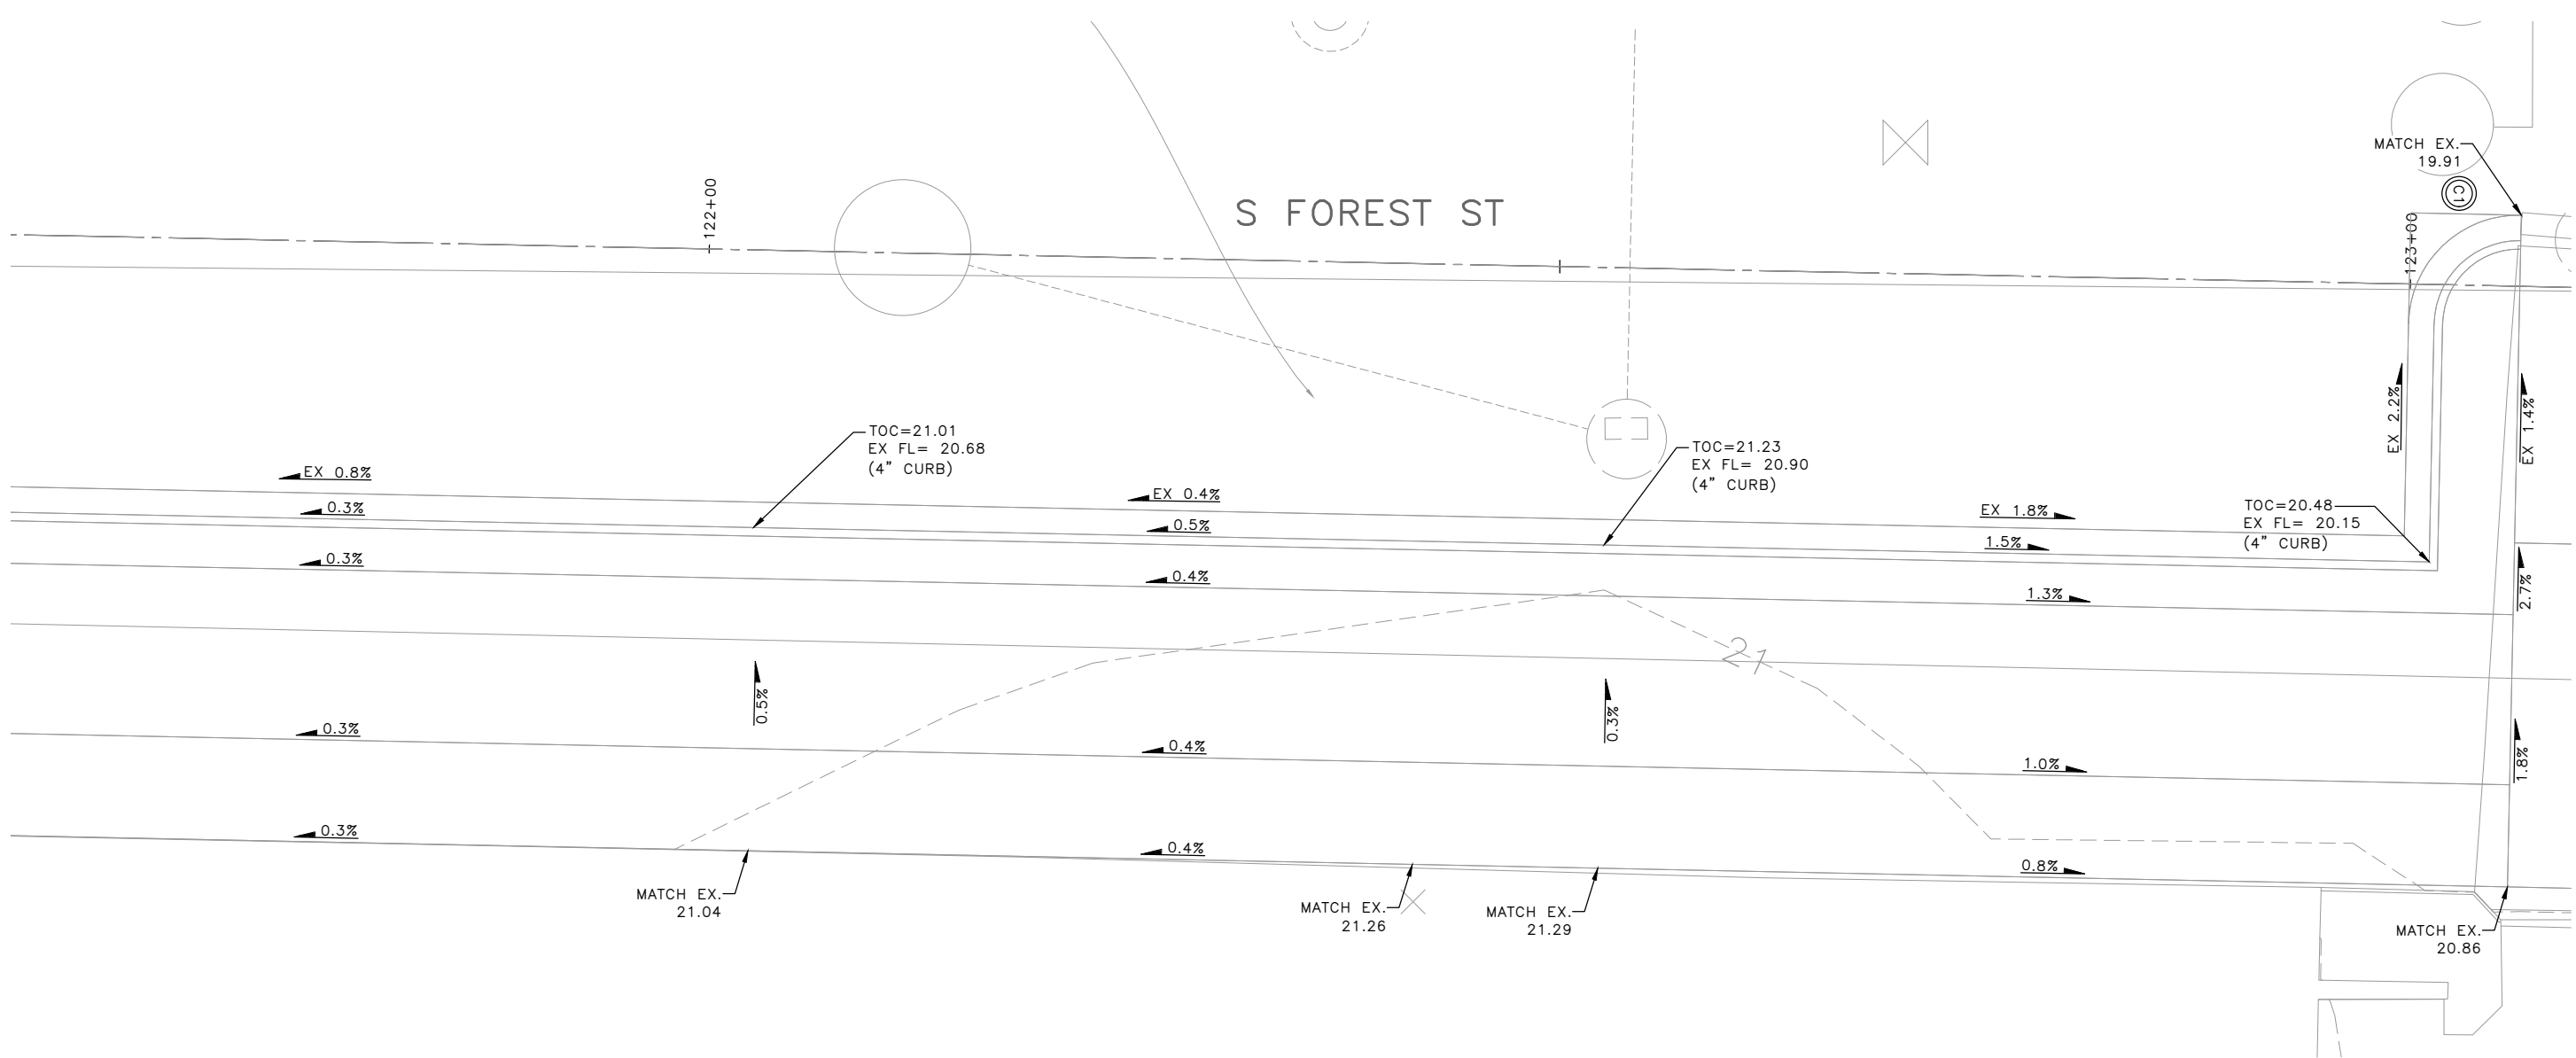 MATCH EX.
19.91
C1
122+00
S FOREST ST
123+00
EX 2.2%
EX 1.4%
TOC=21.01
EX FL= 20.68
(4" CURB)
TOC=21.23
EX FL= 20.90
(4" CURB)
EX 0.8%
EX 0.4%
EX 1.8%
TOC=20.48
EX FL= 20.15
(4" CURB)
0.3%
0.5%
1.5%
0.3%
0.4%
1.3%
2.7%
21
0.5%
0.3%
0.3%
0.4%
1.0%
1.8%
0.3%
0.4%
0.8%
MATCH EX.
21.04
MATCH EX.
21.26
MATCH EX.
21.29
MATCH EX.
20.86